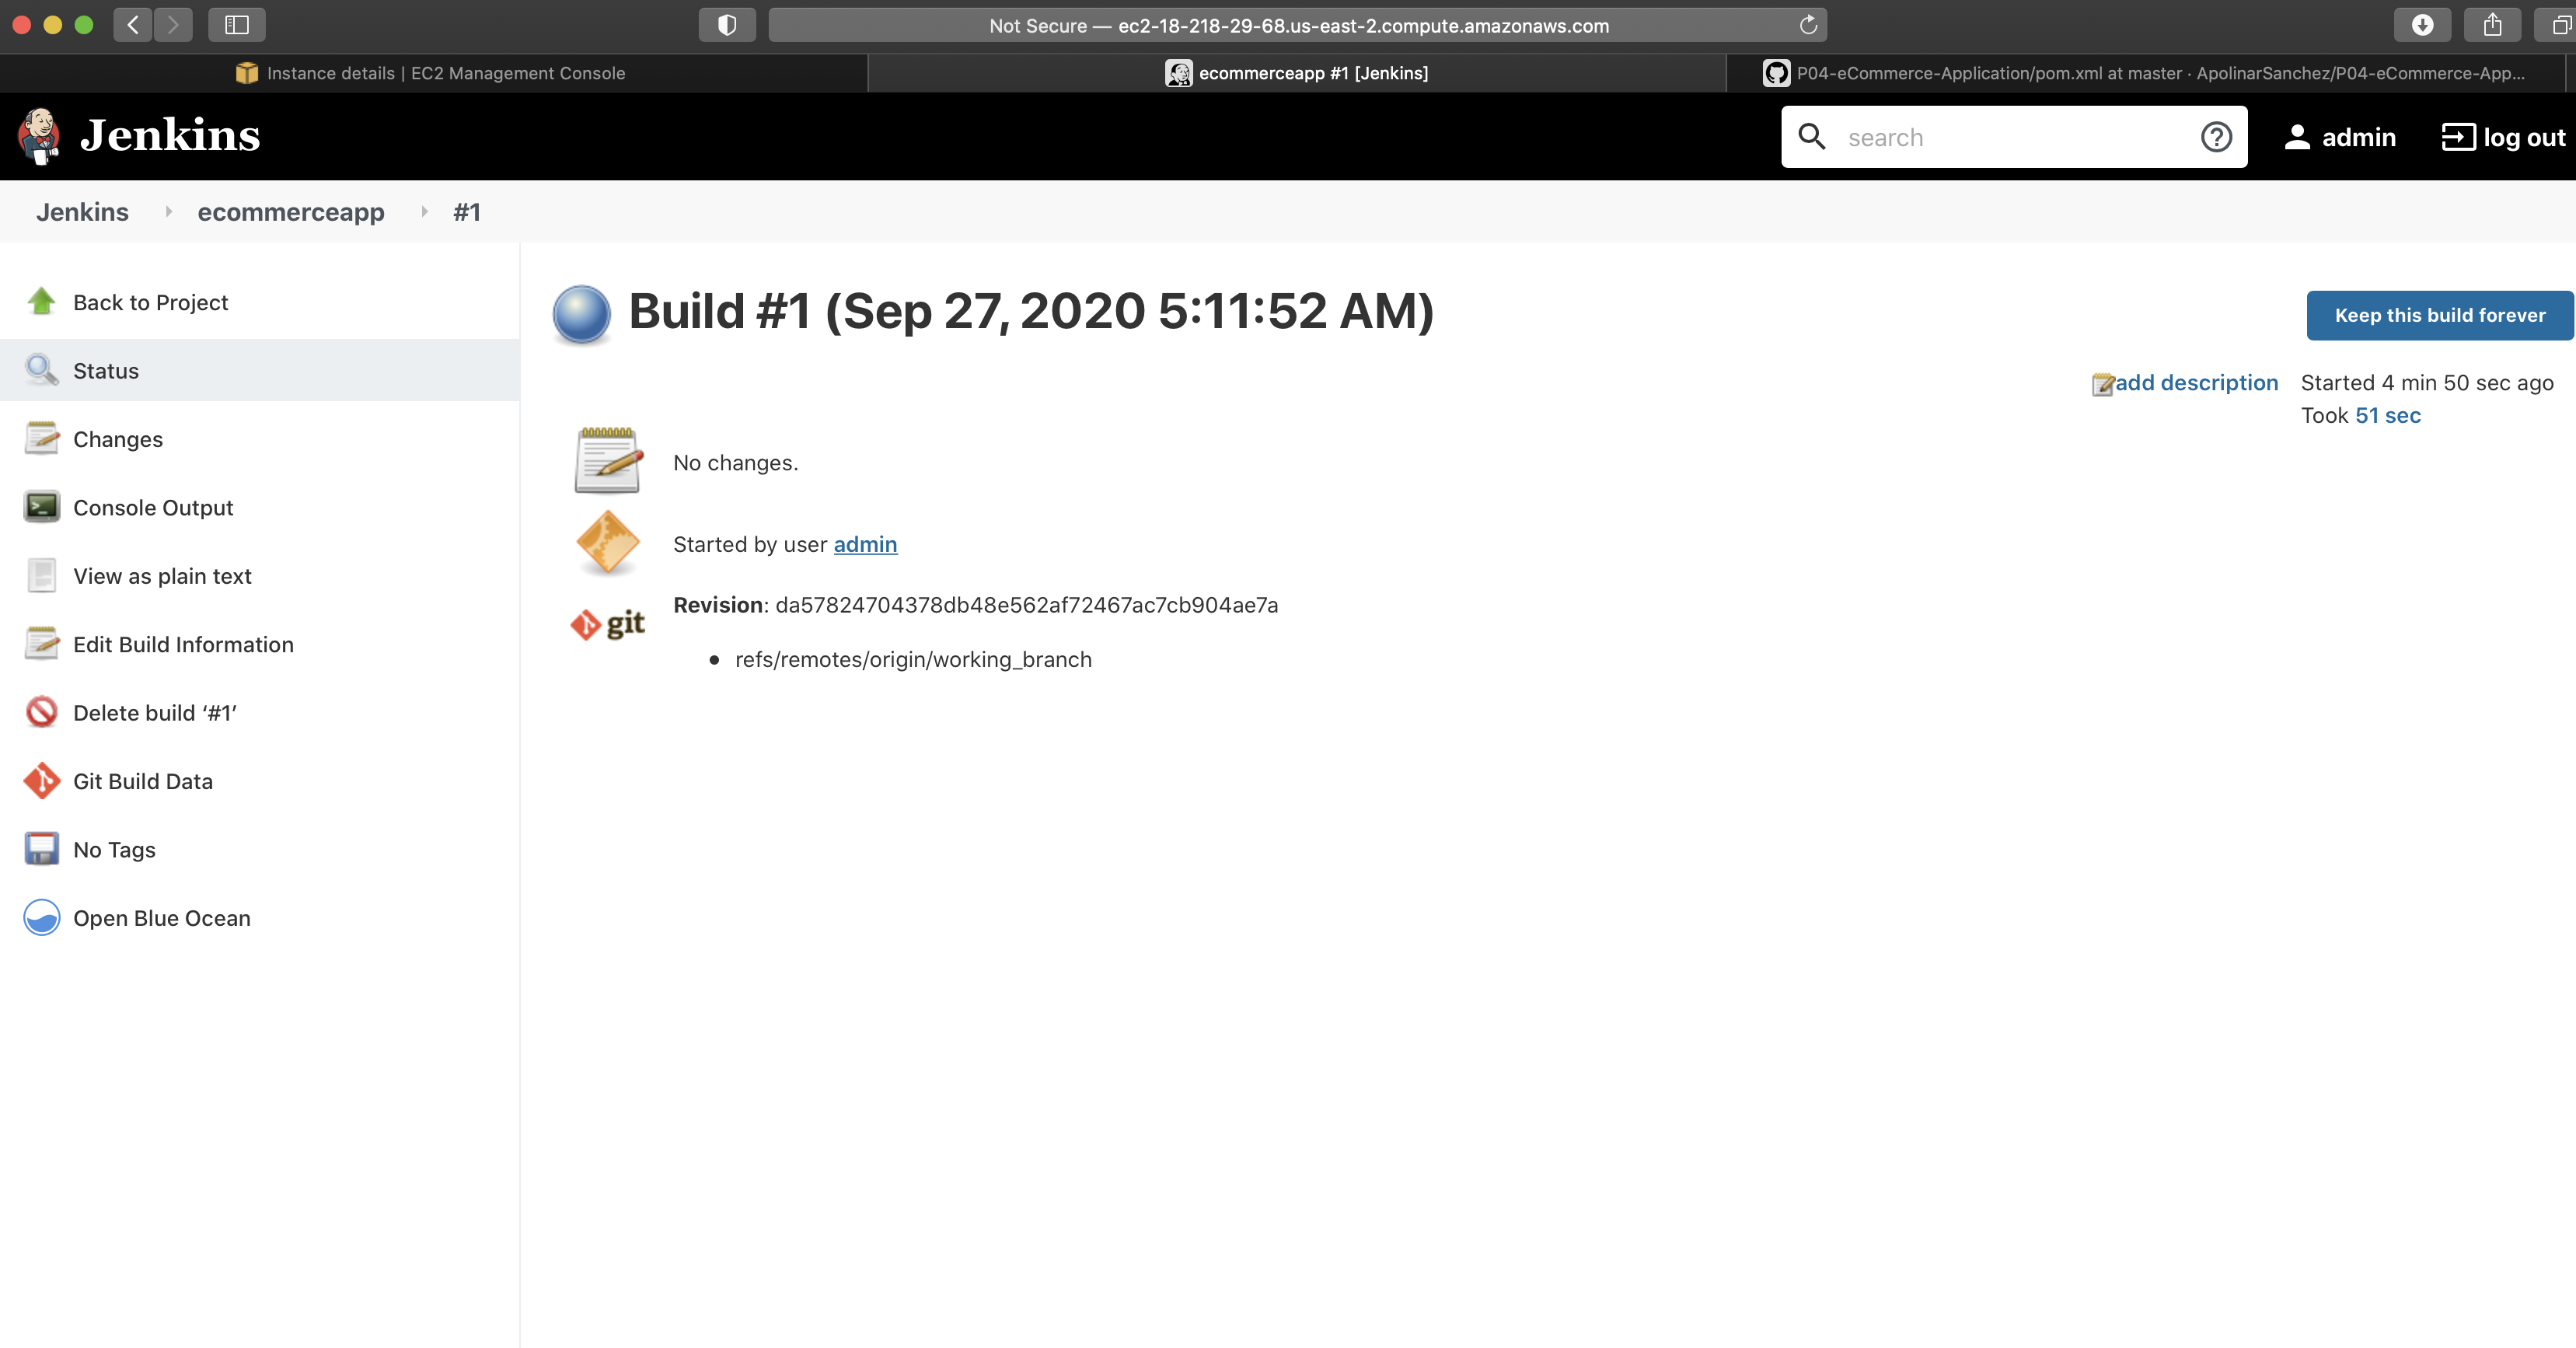 Not Secure — ec2-18-218-29-68.us-east-2.compute.amazonaws.com
Instance details | EC2 Management Console
ecommerceapp #1 [Jenkins]
P04-eCommerce-Application/pom.xml at master · ApolinarSanchez/P04-eCommerce-App...
Jenkins
search
admin
log out
Jenkins
ecommerceapp
#1
Back to Project
Status
Changes
Console Output
View as plain text
Edit Build Information
Delete build ‘#1’
Git Build Data
No Tags
Open Blue Ocean
Build #1 (Sep 27, 2020 5:11:52 AM)
Keep this build forever
add description
Started 4 min 50 sec ago
Took 51 sec
No changes.
Started by user admin
git
Revision: da57824704378db48e562af72467ac7cb904ae7a
• refs/remotes/origin/working_branch